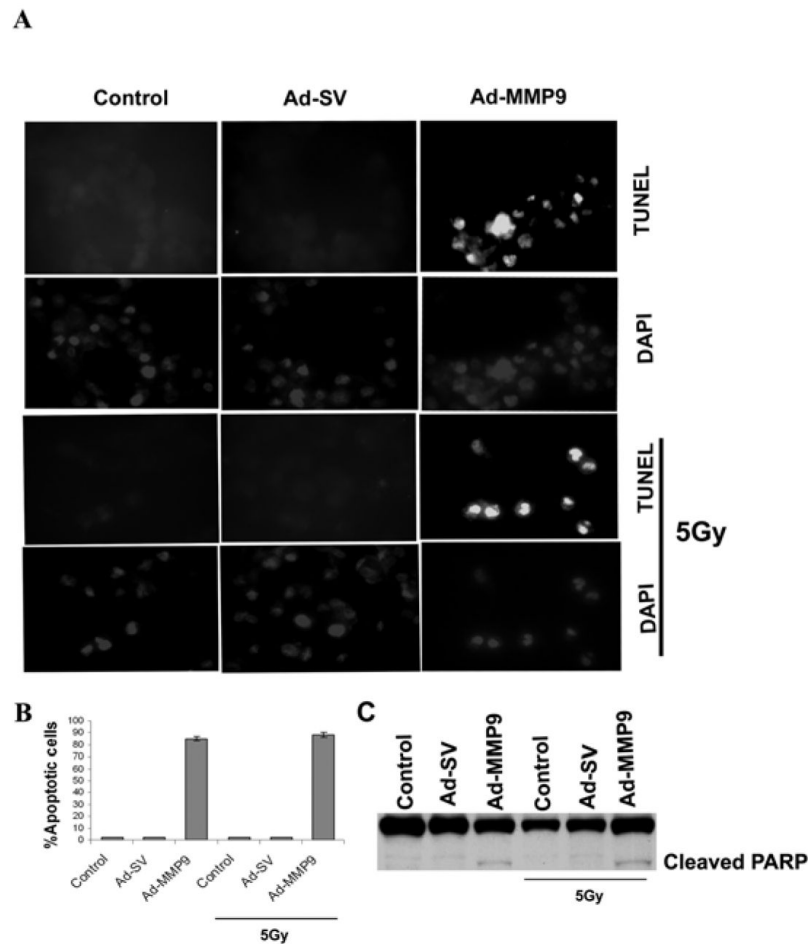 A
Control Ad-SV Ad-MMP9
TUNEL
DAPI
TUNEL
DAPI
5Gy
B
%Apoptotic cells
100
90
80
70
60
50
40
30
20
10
0
Control Ad-SV Ad-MMP9 Control Ad-SV Ad-MMP9
5Gy
C
Control Ad-SV Ad-MMP9 Control Ad-SV Ad-MMP9
Cleaved PARP
5Gy